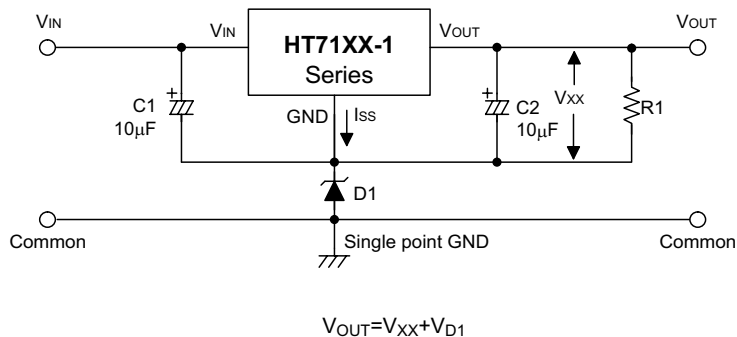 VIN
VIN
HT71XX-1
Series
VOUT
VOUT
C1
10µF
GND
ISS
C2
10µF
VXX
R1
D1
Common
Single point GND
Common
VOUT=VXX+VD1